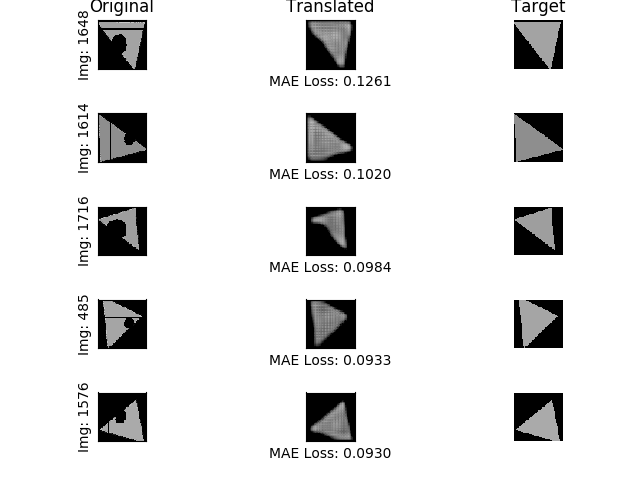 Original Translated Target
Img: 1648
MAE Loss: 0.1261
Img: 1614
MAE Loss: 0.1020
Img: 1716
MAE Loss: 0.0984
Img: 485
MAE Loss: 0.0933
Img: 1576
MAE Loss: 0.0930